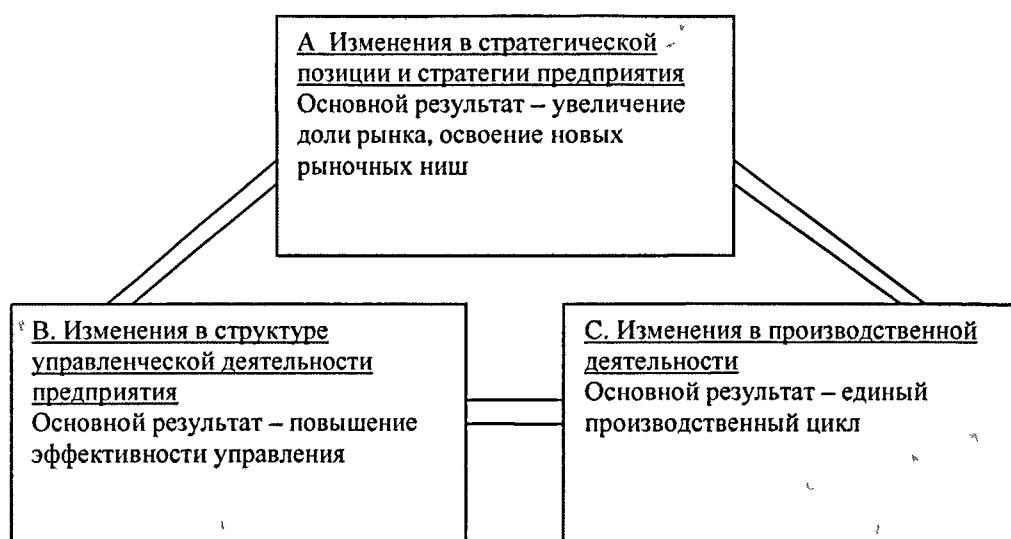 А Изменения в стратегической
позиции и стратегии предприятия
Основной результат – увеличение
доли рынка, освоение новых
рыночных ниш
В. Изменения в структуре
управленческой деятельности
предприятия
Основной результат – повышение
эффективности управления
С. Изменения в производственной
деятельности
Основной результат – единый
производственный цикл